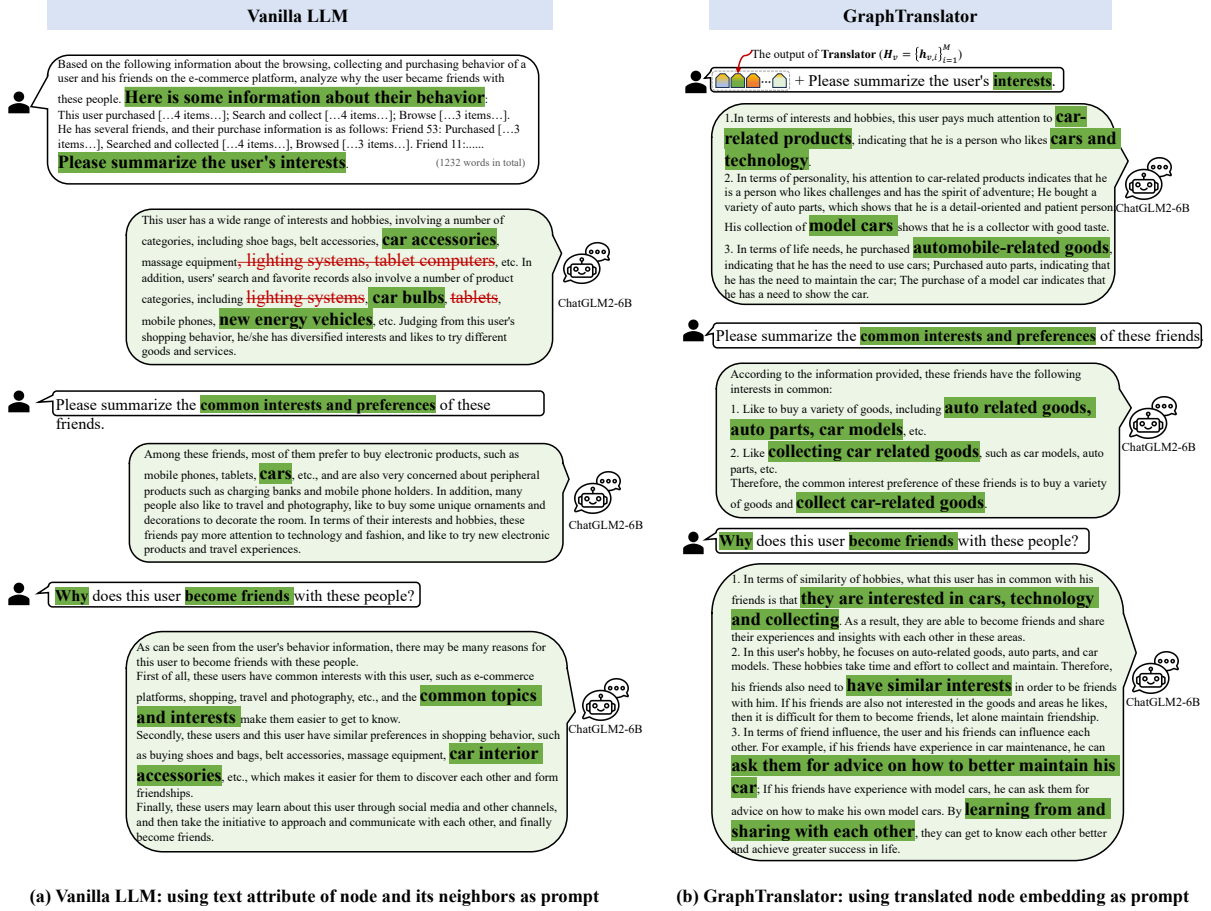 Vanilla LLM
Based on the following information about the browsing, collecting and purchasing behavior of a
user and his friends on the e-commerce platform, analyze why the user became friends with
these people. Here is some information about their behavior:
This user purchased […4 items…]; Search and collect […4 items…]; Browse […3 items…].
He has several friends, and their purchase information is as follows: Friend 53: Purchased […3
items…], Searched and collected […4 items…], Browsed […3 items…]. Friend 11:......
Please summarize the user's interests.
(1232 words in total)
This user has a wide range of interests and hobbies, involving a number of
categories, including shoe bags, belt accessories, car accessories,
massage equipment, lighting systems, tablet computers, etc. In
addition, users' search and favorite records also involve a number of product
categories, including lighting systems, car bulbs, tablets,
mobile phones, new energy vehicles, etc. Judging from this user's
shopping behavior, he/she has diversified interests and likes to try different
goods and services.
ChatGLM2-6B
Please summarize the common interests and preferences of these
friends.
Among these friends, most of them prefer to buy electronic products, such as
mobile phones, tablets, cars, etc., and are also very concerned about peripheral
products such as charging banks and mobile phone holders. In addition, many
people also like to travel and photography, like to buy some unique ornaments and
decorations to decorate the room. In terms of their interests and hobbies, these
friends pay more attention to technology and fashion, and like to try new electronic
products and travel experiences.
ChatGLM2-6B
Why does this user become friends with these people?
As can be seen from the user's behavior information, there may be many reasons for
this user to become friends with these people.
First of all, these users have common interests with this user, such as e-commerce
platforms, shopping, travel and photography, etc., and the common topics
and interests make them easier to get to know.
Secondly, these users and this user have similar preferences in shopping behavior, such
as buying shoes and bags, belt accessories, massage equipment, car interior
accessories, etc., which makes it easier for them to discover each other and form
friendships.
Finally, these users may learn about this user through social media and other channels,
and then take the initiative to approach and communicate with each other, and finally
become friends.
ChatGLM2-6B
(a) Vanilla LLM: using text attribute of node and its neighbors as prompt
GraphTranslator
The output of Translator (H_v = {h_{v,i}}_{i=1}^M)
... + Please summarize the user's interests.
1.In terms of interests and hobbies, this user pays much attention to car-
related products, indicating that he is a person who likes cars and
technology.
2. In terms of personality, his attention to car-related products indicates that he
is a person who likes challenges and has the spirit of adventure; He bought a
variety of auto parts, which shows that he is a detail-oriented and patient person.
His collection of model cars shows that he is a collector with good taste.
3. In terms of life needs, he purchased automobile-related goods,
indicating that he has the need to use cars; Purchased auto parts, indicating that
he has the need to maintain the car; The purchase of a model car indicates that
he has a need to show the car.
ChatGLM2-6B
Please summarize the common interests and preferences of these friends.
According to the information provided, these friends have the following
interests in common:
1. Like to buy a variety of goods, including auto related goods,
auto parts, car models, etc.
2. Like collecting car related goods, such as car models, auto
parts, etc.
Therefore, the common interest preference of these friends is to buy a variety
of goods and collect car-related goods.
ChatGLM2-6B
Why does this user become friends with these people?
1. In terms of similarity of hobbies, what this user has in common with his
friends is that they are interested in cars, technology
and collecting. As a result, they are able to become friends and share
their experiences and insights with each other in these areas.
2. In this user's hobby, he focuses on auto-related goods, auto parts, and car
models. These hobbies take time and effort to collect and maintain. Therefore,
his friends also need to have similar interests in order to be friends
with him. If his friends are also not interested in the goods and areas he likes,
then it is difficult for them to become friends, let alone maintain friendship.
3. In terms of friend influence, the user and his friends can influence each
other. For example, if his friends have experience in car maintenance, he can
ask them for advice on how to better maintain his
car; If his friends have experience with model cars, he can ask them for
advice on how to make his own model cars. By learning from and
sharing with each other, they can get to know each other better
and achieve greater success in life.
ChatGLM2-6B
(b) GraphTranslator: using translated node embedding as prompt